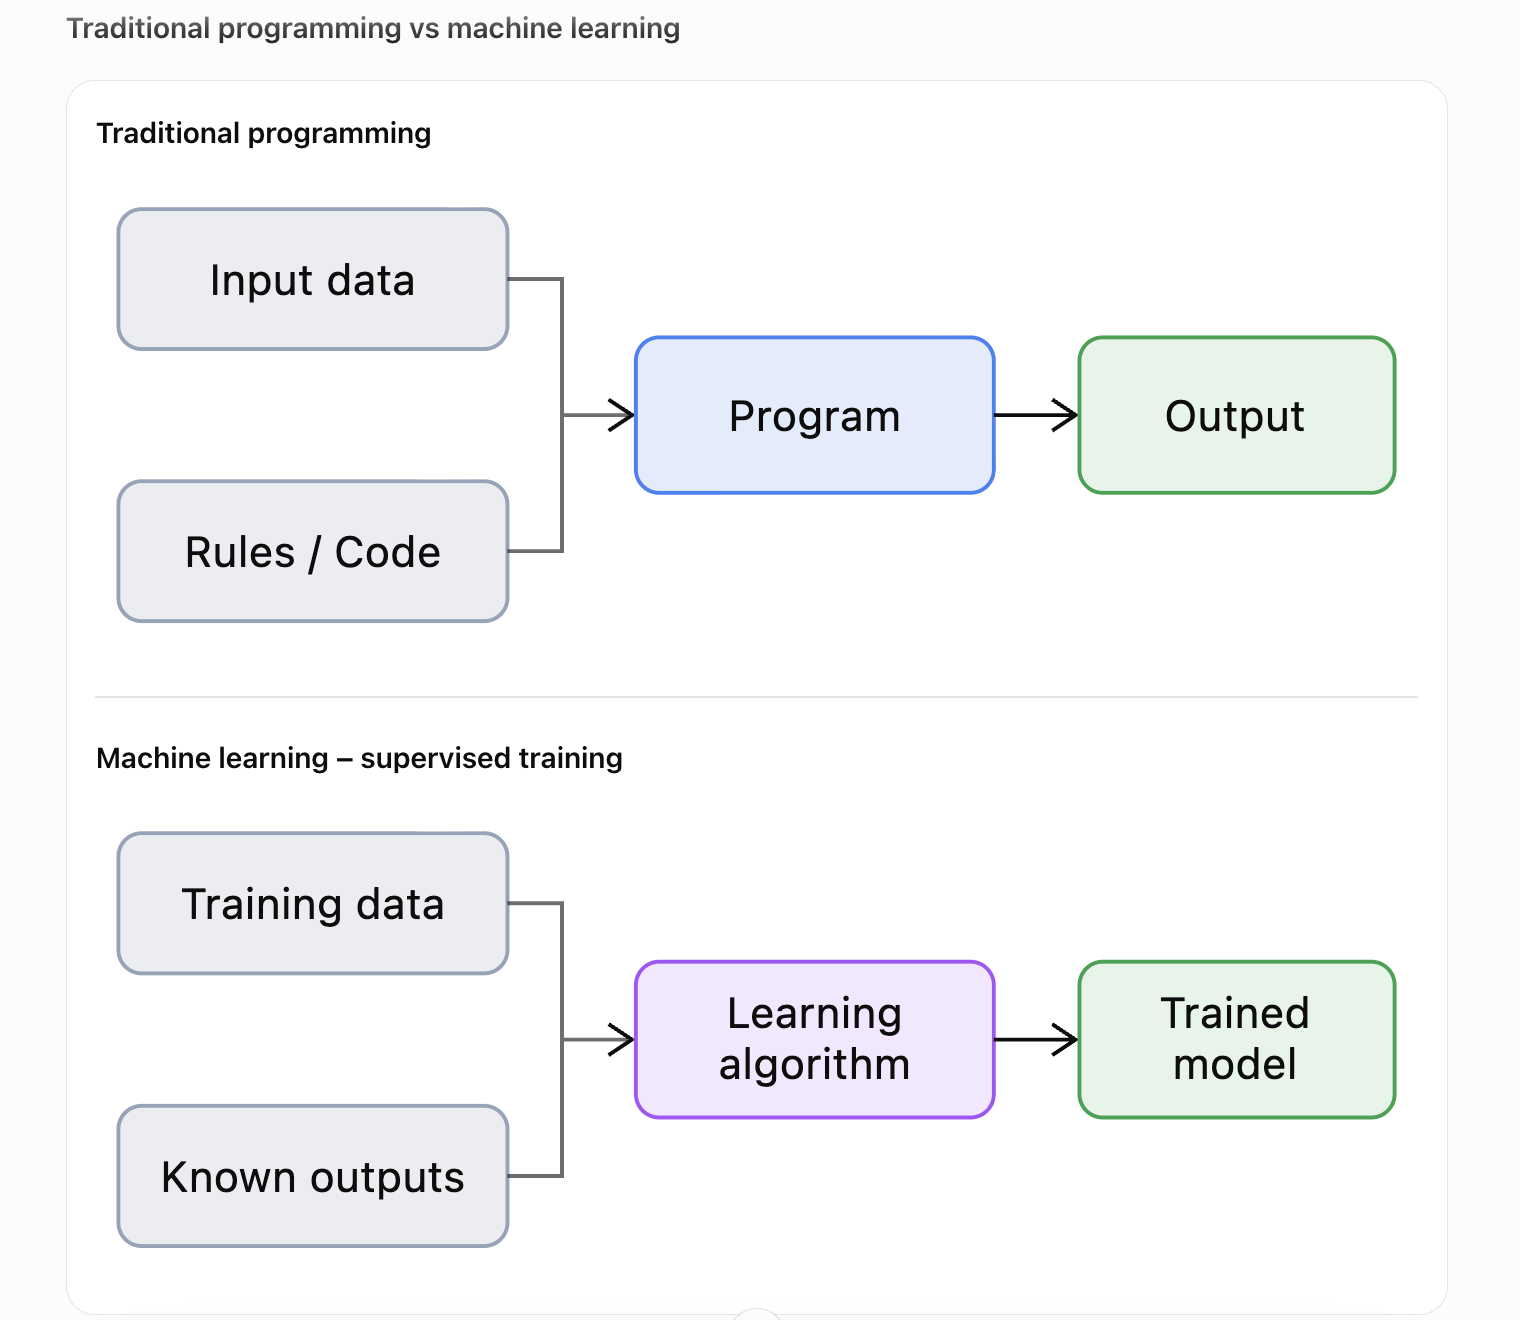 Traditional programming vs machine learning
Traditional programming
Input data
Rules / Code
Program
Output
Machine learning – supervised training
Training data
Known outputs
Learning
algorithm
Trained
model